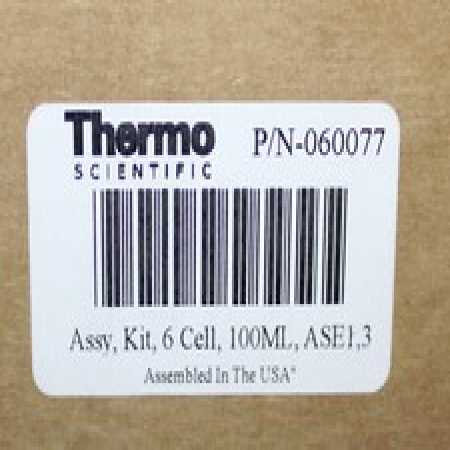 Thermo
SCIENTIFIC
P/N-060077
Assy, Kit, 6 Cell, 100ML, ASE1,3
Assembled In The USA*